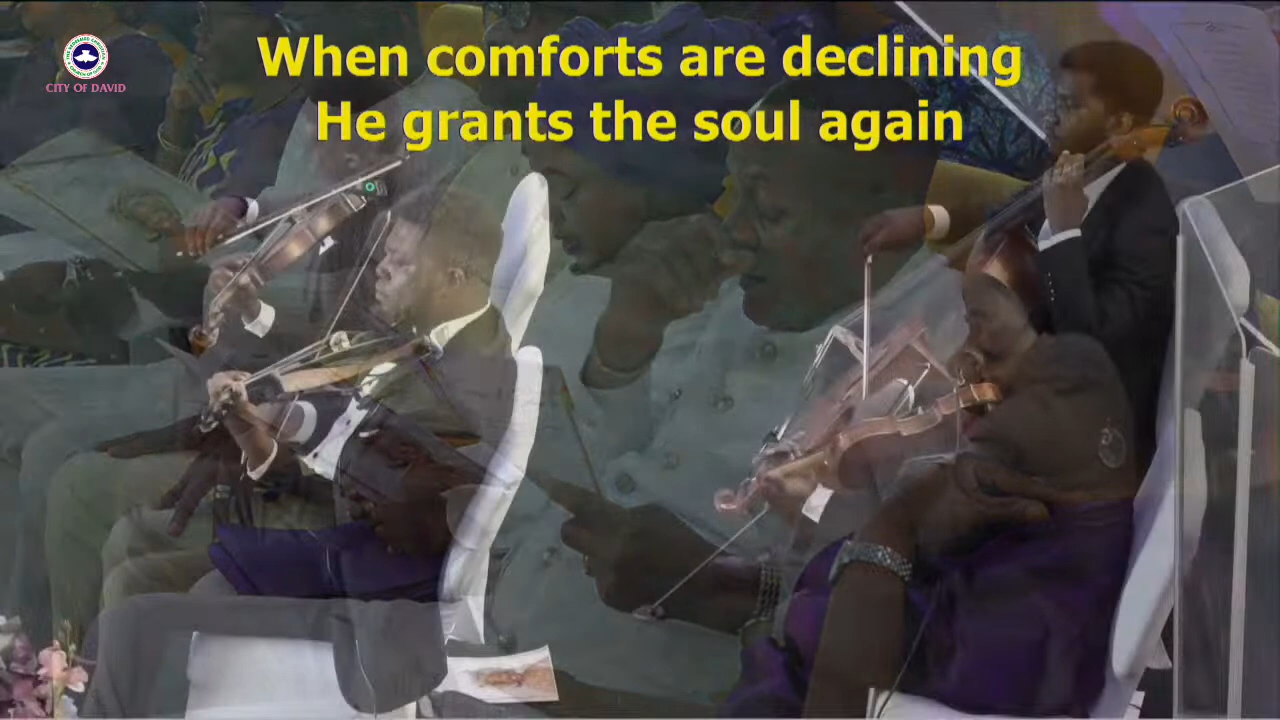 When comforts are declining
He grants the soul again
CITY OF DAVID